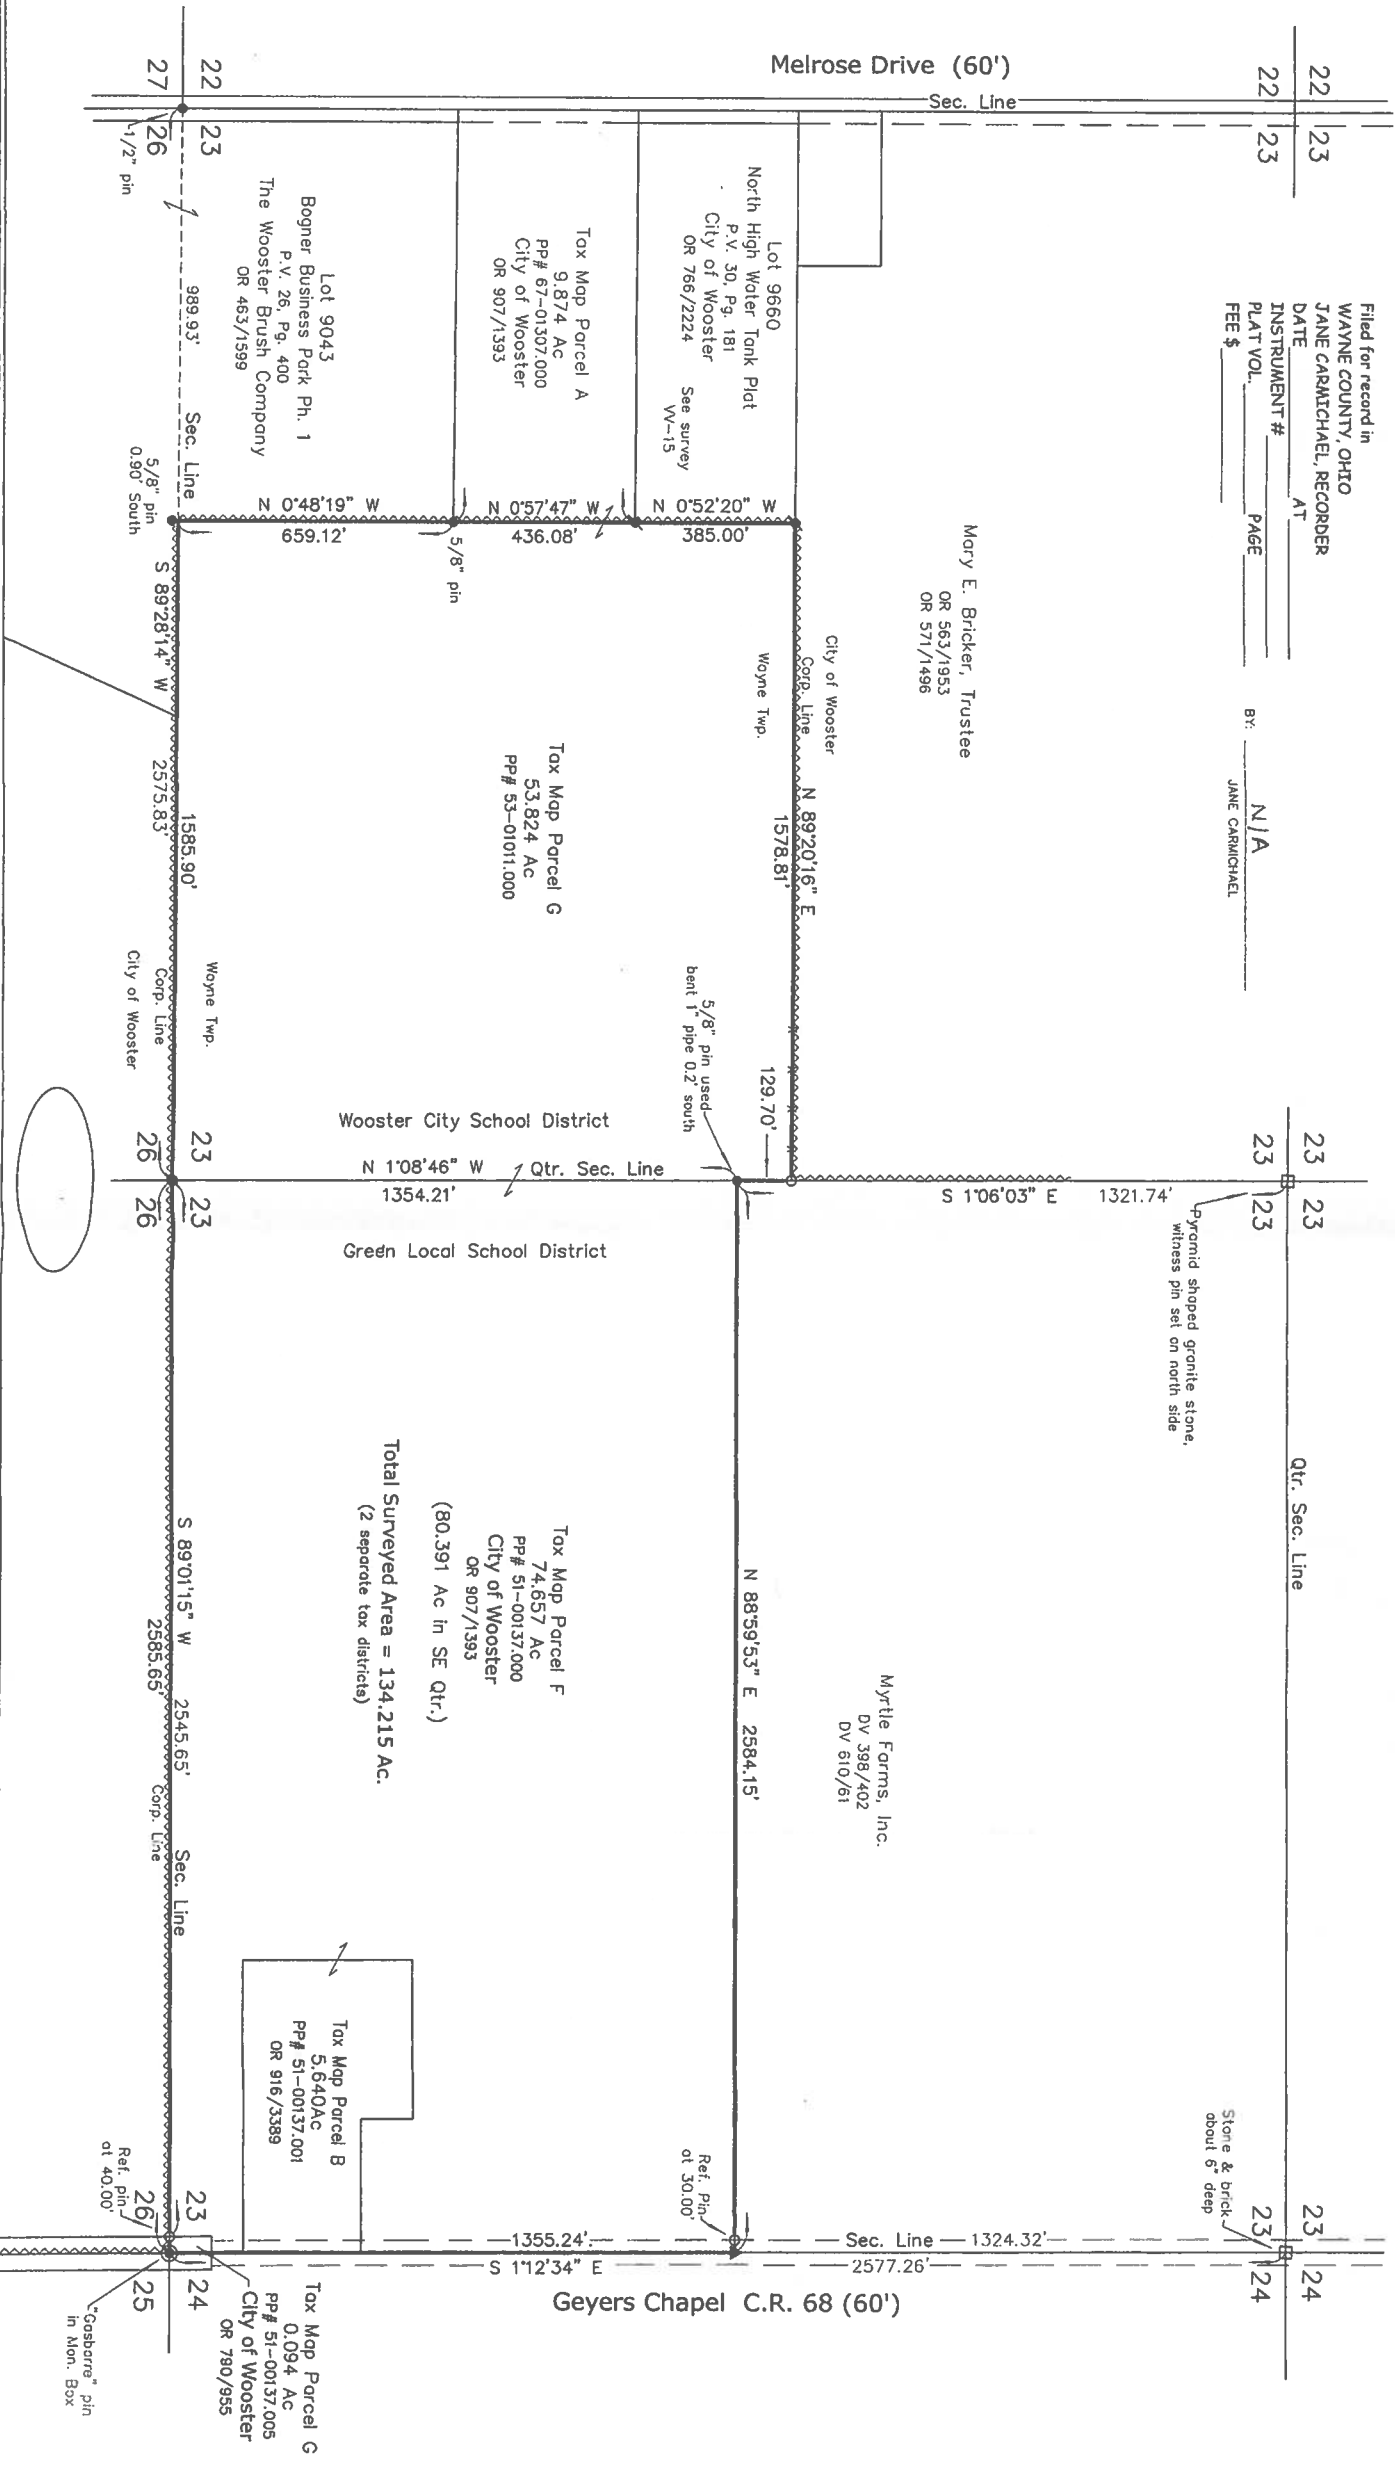 Filed for record in
WAYNE COUNTY, OHIO
JANE CARMICHAEL, RECORDER
DATE AT
INSTRUMENT #
PLAT VOL. PAGE
FEE $
BY: N/A
JANE CARMICHAEL
22 22
22 23
23 23
Melrose Drive (60')
Sec. Line
22 27
23 26
1/2" pin
Mary E. Bricker, Trustee
OR 563/1953
OR 571/1496
Lot 9660
North High Water Tank Plat
P.V. 30, Pg. 181
City of Wooster
OR 766/2224
See survey
VV-15
Tax Map Parcel A
9.874 Ac
PP# 67-01307.000
City of Wooster
OR 907/1393
Lot 9043
Bogner Business Park Ph. 1
P.V. 26, Pg. 400
The Wooster Brush Company
OR 463/1599
989.93' Sec. Line
5/8" pin
0.90' South
N 0°48'19" W
659.12'
5/8" pin
N 0°57'47" W
436.08'
N 0°52'20" W
385.00'
City of Wooster
Corp. Line
Wayne Twp.
N 89°20'16" E
1578.81'
Tax Map Parcel G
53.824 Ac
PP# 53-01011.000
S 89°28'14" W
2575.83'
1585.90'
Wayne Twp.
Corp. Line
City of Wooster
5/8" pin used
bent 1" pipe 0.2' south
129.70'
Wooster City School District
N 1°08'46" W Qtr. Sec. Line
1354.21'
Green Local School District
23 26
23 26
S 1°06'03" E 1321.74'
23 23
23 23
Pyramid shaped granite stone,
witness pin set on north side
Qtr. Sec. Line
Myrtle Farms, Inc.
DV 398/402
DV 610/61
N 88°59'53" E 2584.15'
Tax Map Parcel F
74.657 Ac
PP# 51-00137.000
City of Wooster
OR 907/1393
(80.391 Ac in SE Qtr.)
Total Surveyed Area = 134.215 Ac.
(2 separate tax districts)
S 89°01'15" W
2585.65'
2545.65'
Corp. Line
Sec. Line
Tax Map Parcel B
5.640Ac
PP# 51-00137.001
OR 916/3389
Ref. pin
at 40.00'
Ref. Pin
at 30.00'
Stone & brick
about 6" deep
23 23
24 24
23 26
24 25
1355.24'
S 1°12'34" E
Sec. Line 1324.32'
2577.26'
Geyers Chapel C.R. 68 (60')
Tax Map Parcel G
0.094 Ac
PP# 51-00137.005
City of Wooster
OR 780/955
"Gasbarre" pin
in Mon. Box